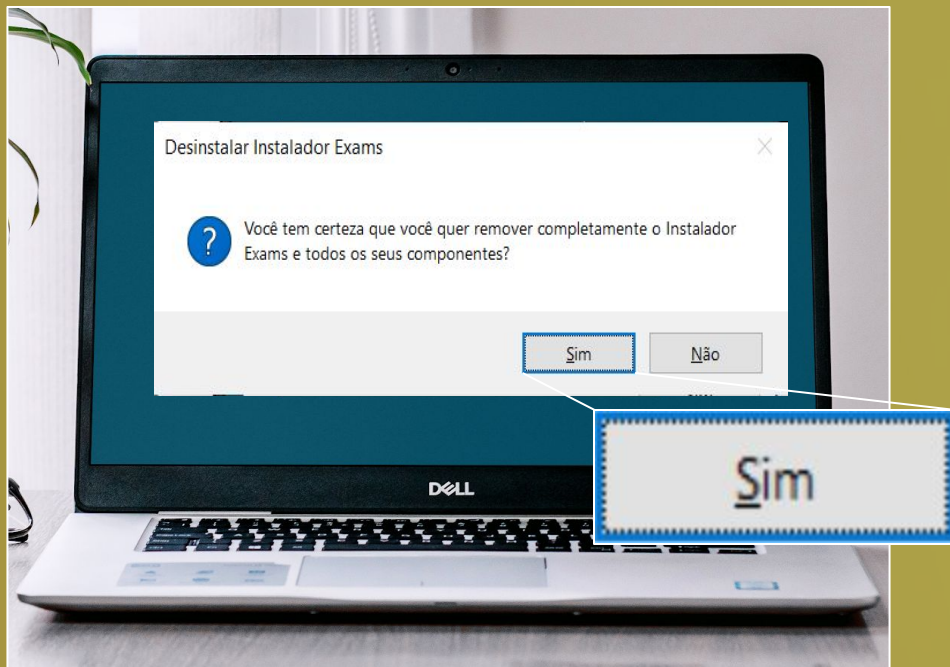 Desinstalar Instalador Exams
Você tem certeza que você quer remover completamente o Instalador
Exams e todos os seus componentes?
Sim
Não
Sim
DELL